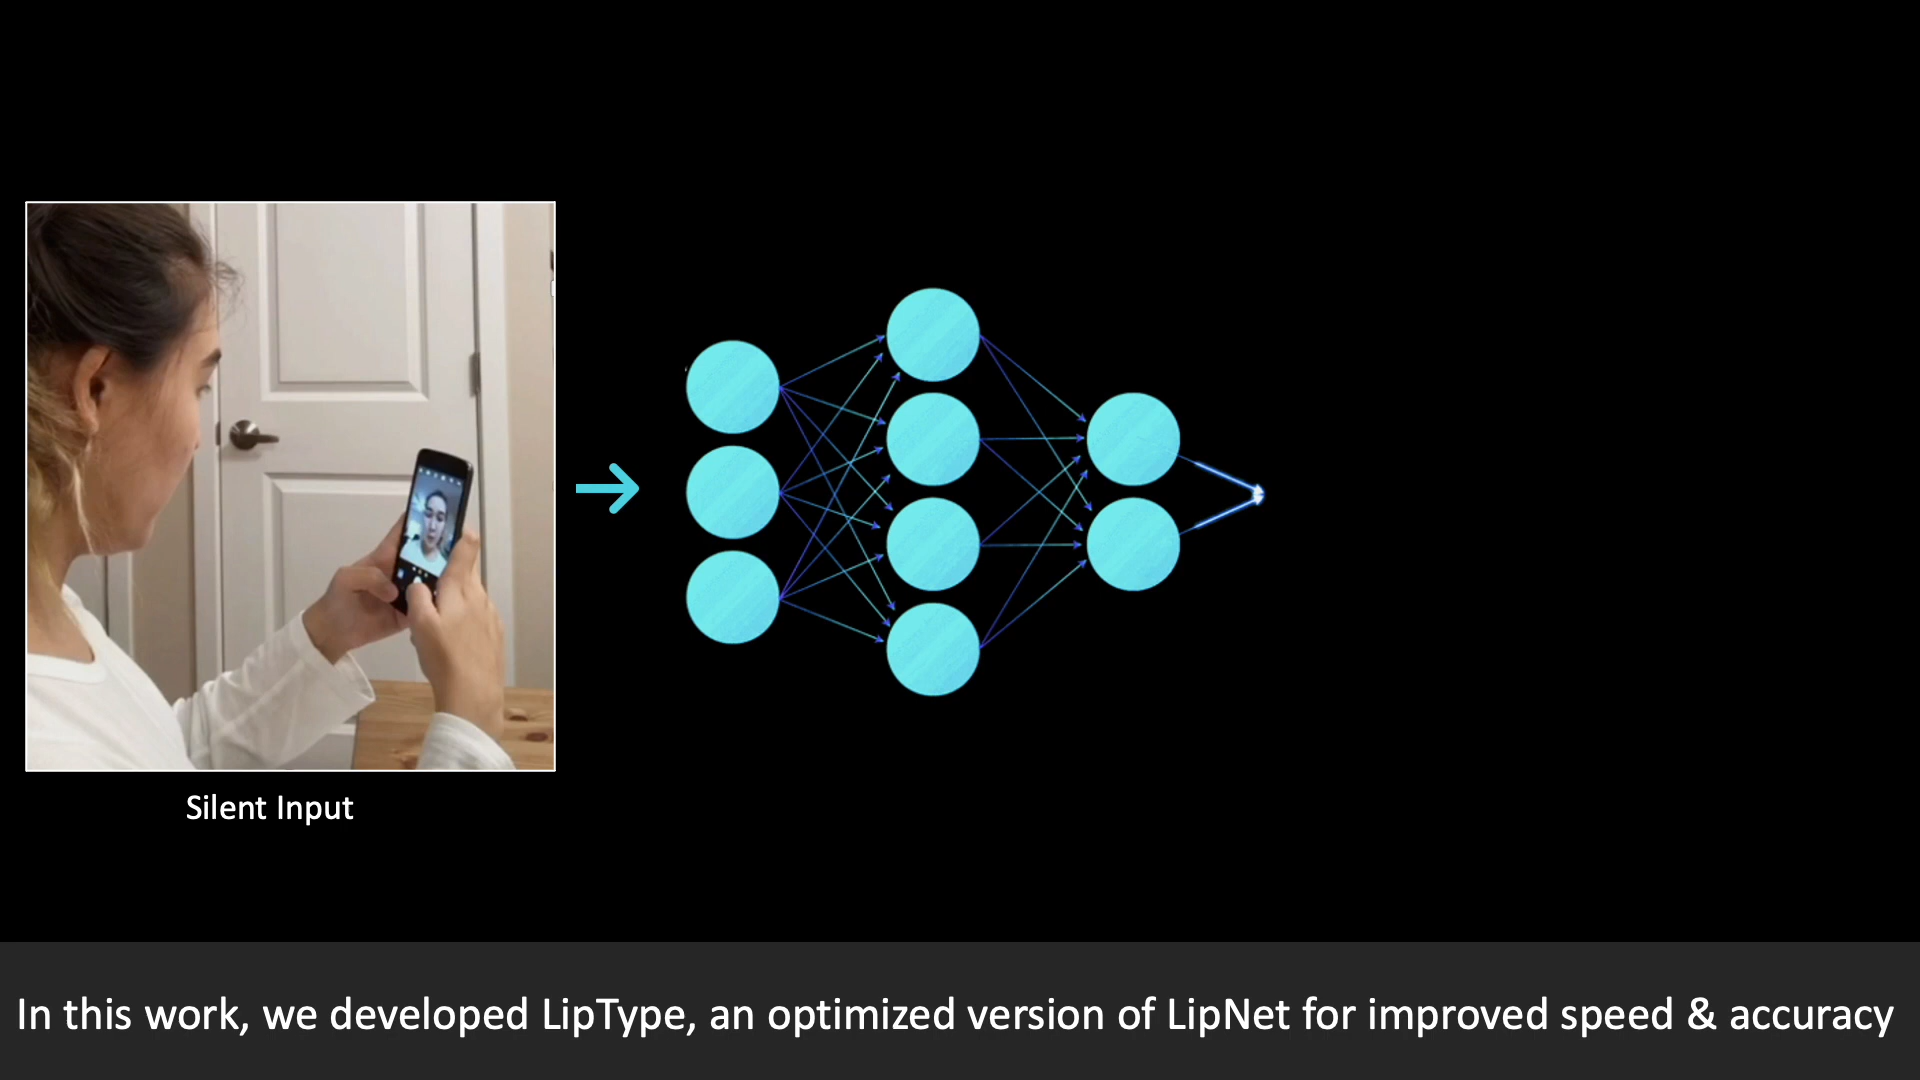 Silent Input
In this work, we developed LipType, an optimized version of LipNet for improved speed & accuracy